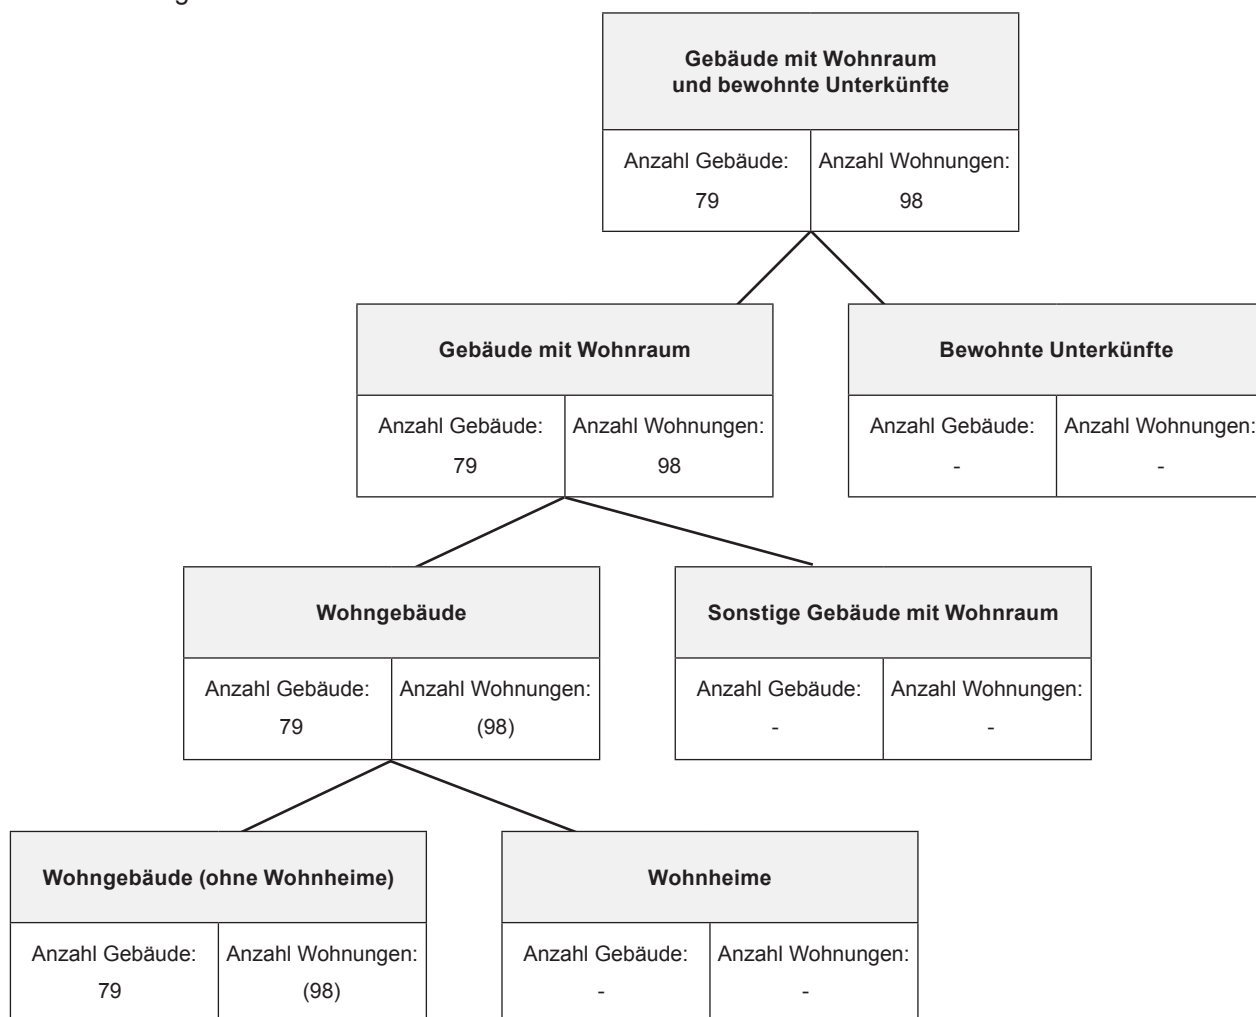 Gebäude mit Wohnraum
und bewohnte Unterkünfte
Anzahl Gebäude: Anzahl Wohnungen:
79 98
Gebäude mit Wohnraum
Bewohnte Unterkünfte
Anzahl Gebäude: Anzahl Wohnungen:
79 98
Anzahl Gebäude: Anzahl Wohnungen:
- -
Wohngebäude
Sonstige Gebäude mit Wohnraum
Anzahl Gebäude: Anzahl Wohnungen:
79 (98)
Anzahl Gebäude: Anzahl Wohnungen:
- -
Wohngebäude (ohne Wohnheime)
Wohnheime
Anzahl Gebäude: Anzahl Wohnungen:
79 (98)
Anzahl Gebäude: Anzahl Wohnungen:
- -